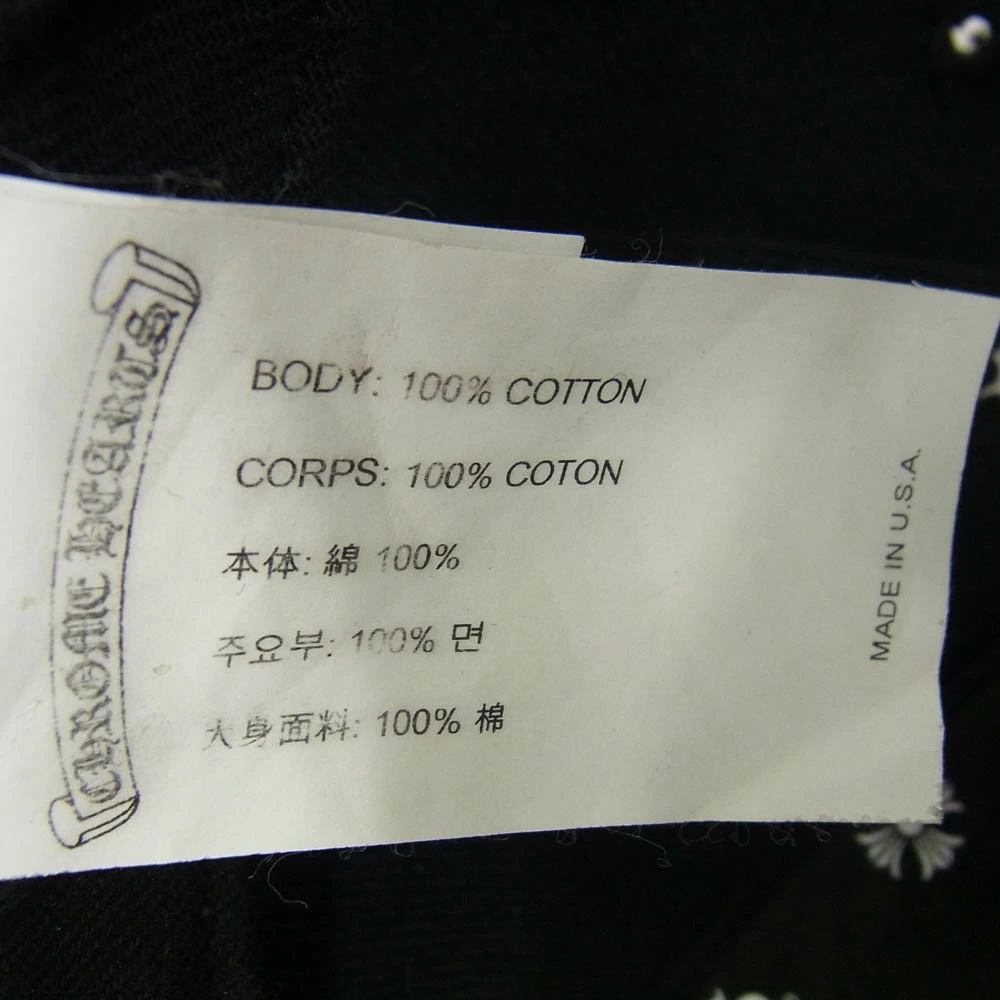 CHROME HEARTS
BODY: 100% COTTON
CORPS: 100% COTON
本体: 綿 100%
주요부: 100% 면
大身面料: 100% 棉
MADE IN U.S.A.